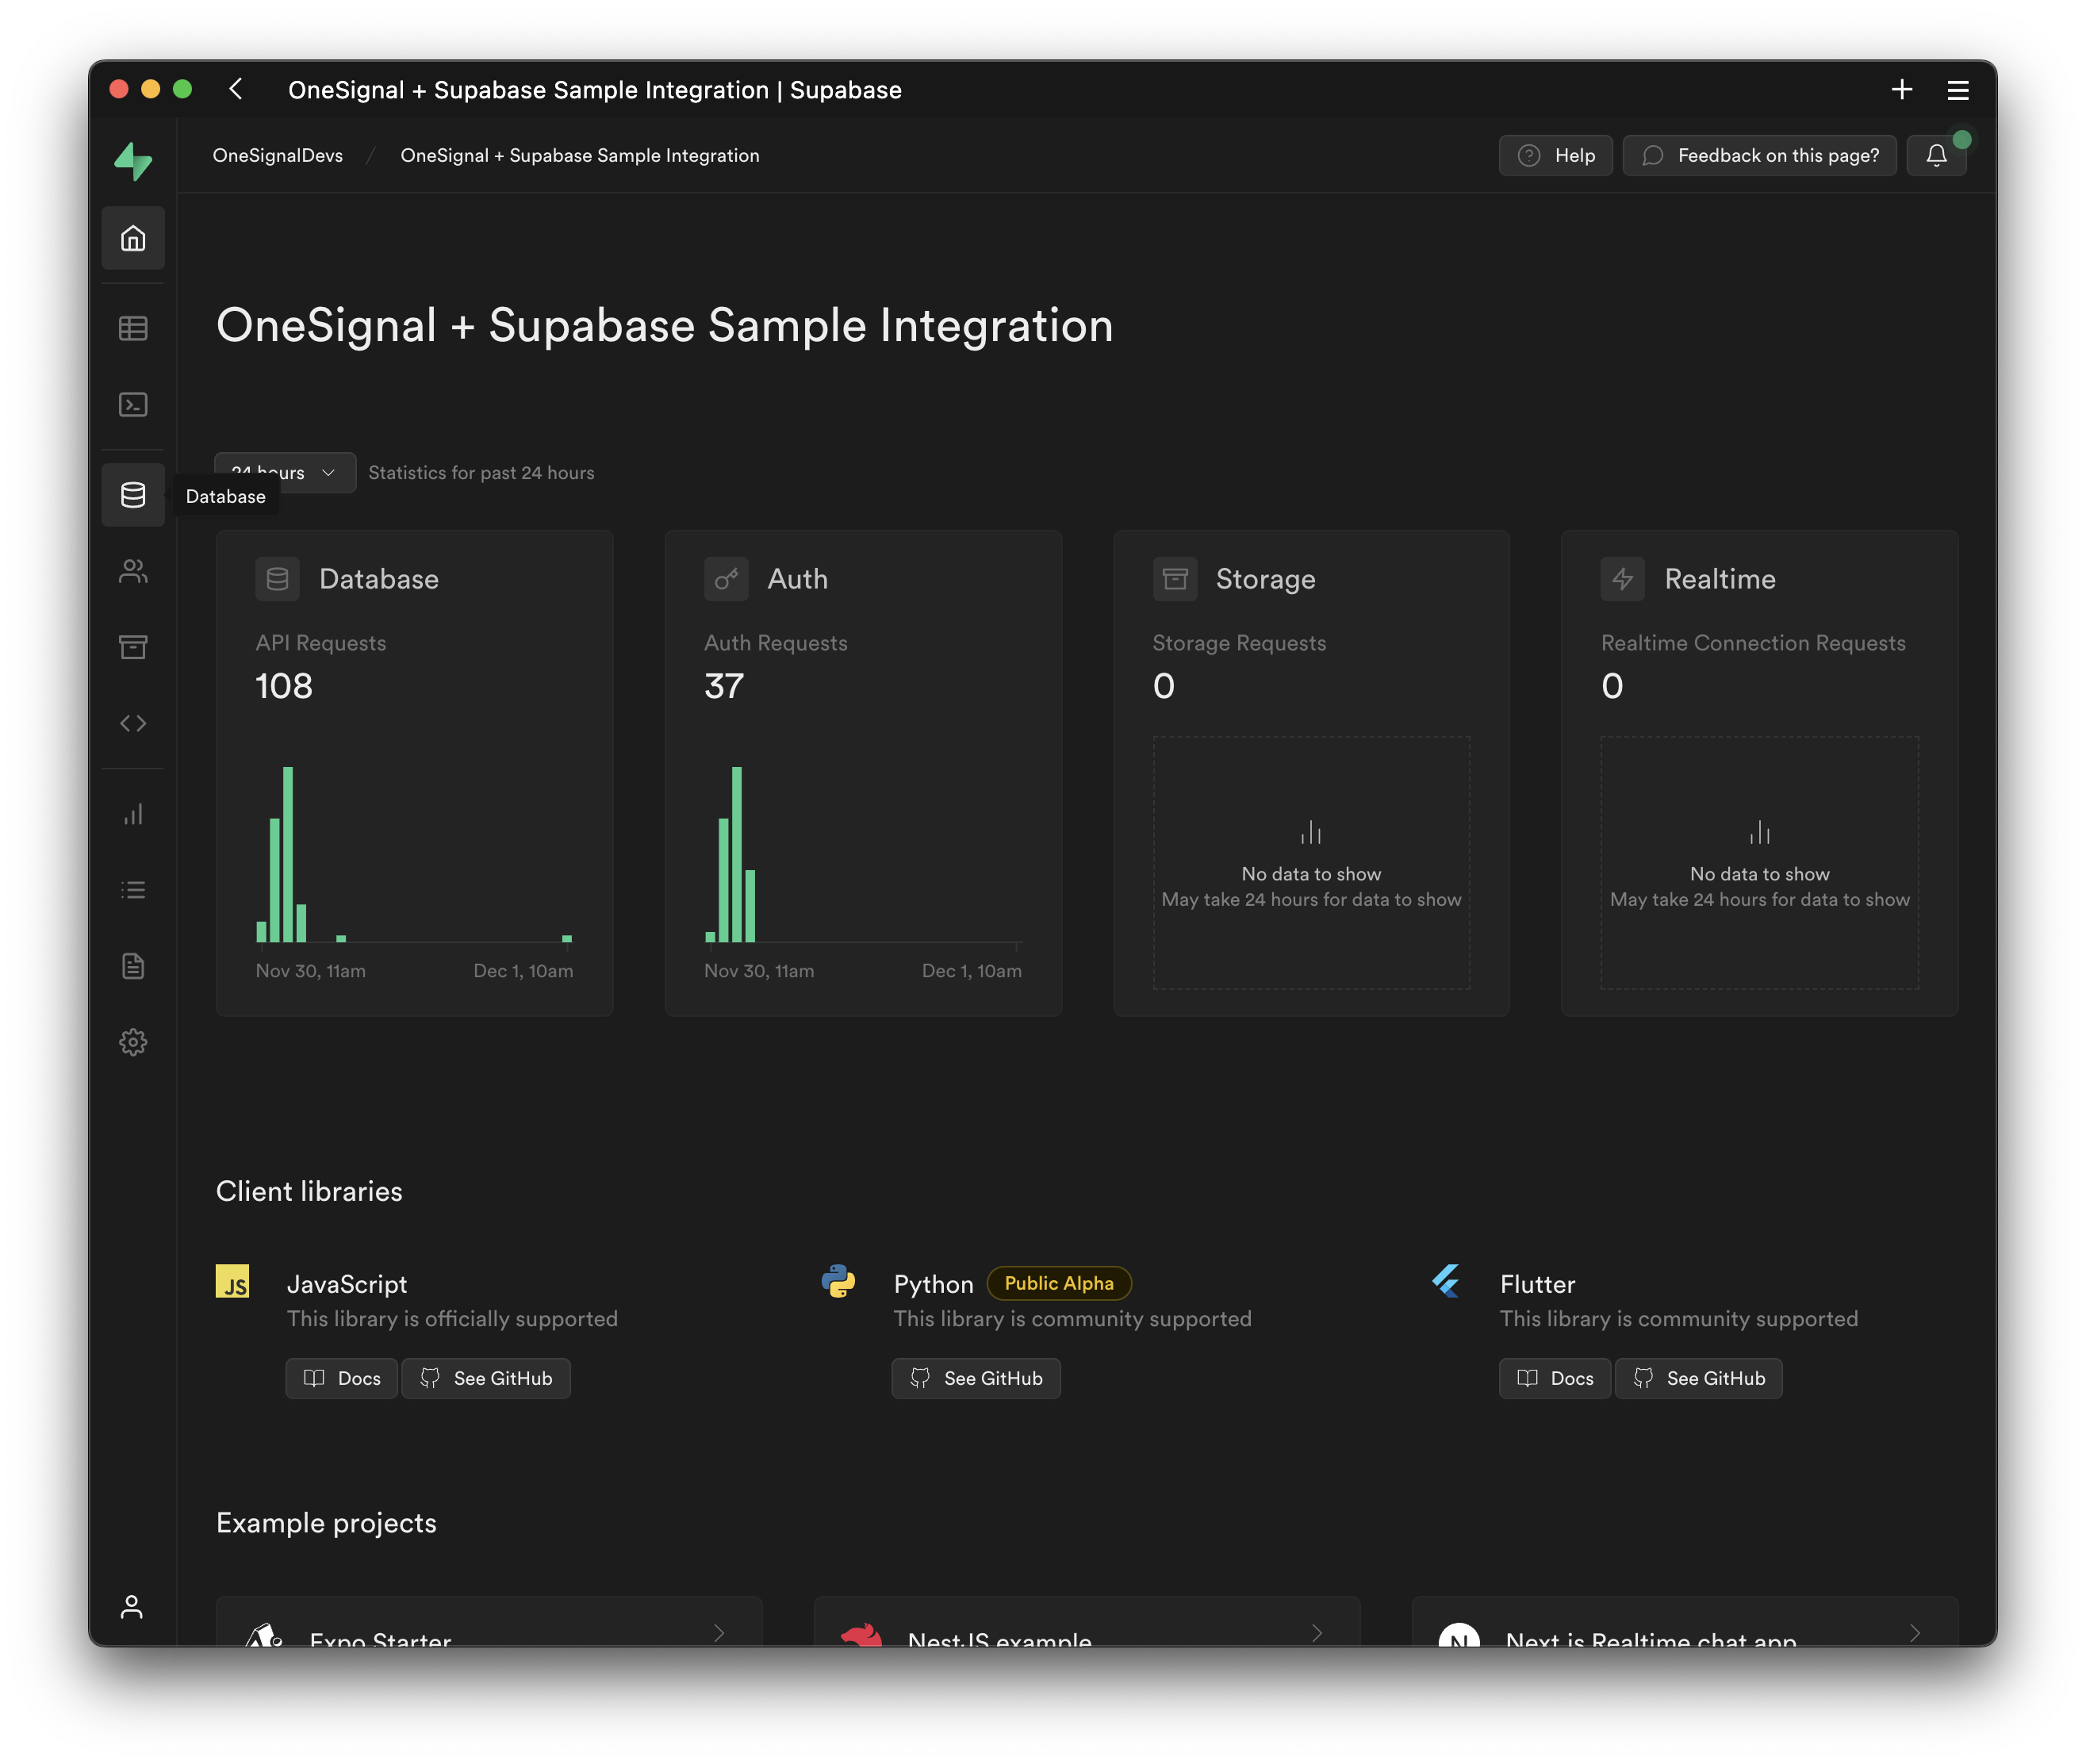 OneSignal + Supabase Sample Integration | Supabase
OneSignalDevs / OneSignal + Supabase Sample Integration
Help
Feedback on this page?
OneSignal + Supabase Sample Integration
24 hours
Statistics for past 24 hours
Database
Database
API Requests
108
Nov 30, 11am
Dec 1, 10am
Auth
Auth Requests
37
Nov 30, 11am
Dec 1, 10am
Storage
Storage Requests
0
No data to show
May take 24 hours for data to show
Realtime
Realtime Connection Requests
0
No data to show
May take 24 hours for data to show
Client libraries
JS
JavaScript
This library is officially supported
Docs
See GitHub
Python
Public Alpha
This library is community supported
See GitHub
Flutter
This library is community supported
Docs
See GitHub
Example projects
Expo Starter
NestJS example
N
Next.js Realtime chat app